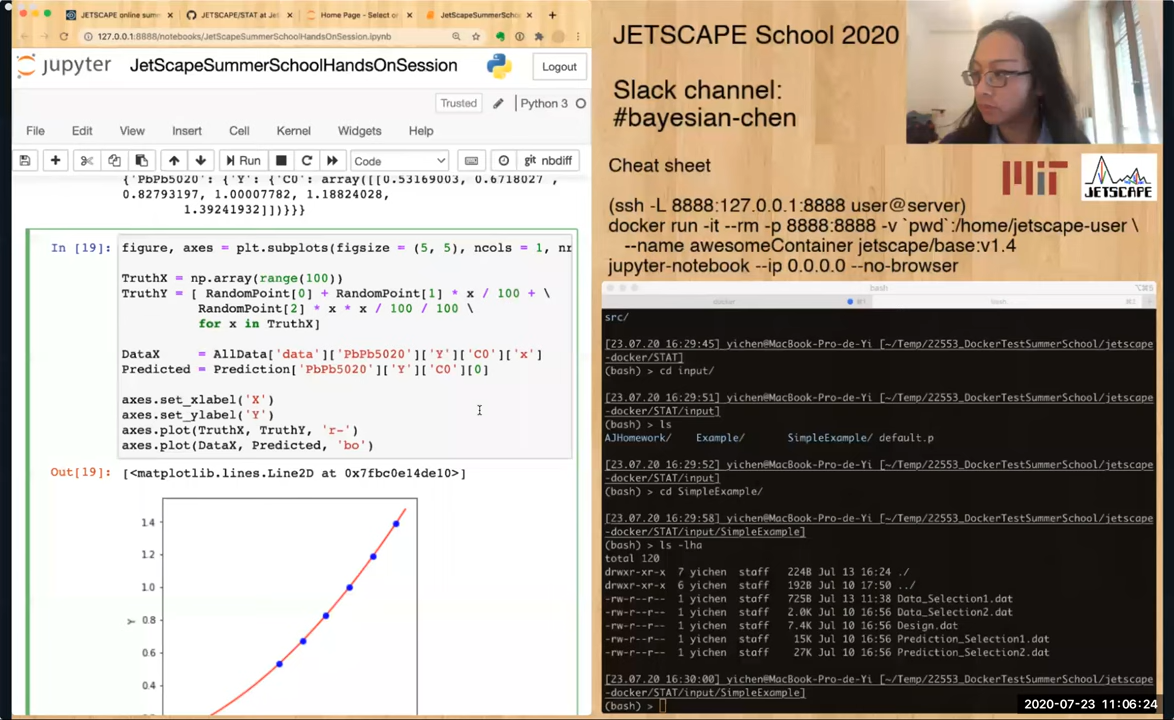 JETSCAPE online summ
JETSCAPE/STAT at Jet
Home Page - Select or
JetScapeSummerSchool
127.0.0.1:8888/notebooks/JetScapeSummerSchoolHandsOnSession.ipynb
jupyter JetScapeSummerSchoolHandsOnSession Logout
Trusted Python 3
File Edit View Insert Cell Kernel Widgets Help
Run Code git nbdiff
{'PbPb5020': {'Y': {'C0': array([[0.53169003, 0.6718027 ,
0.82793197, 1.00007782, 1.18824028,
1.39241932]])}}}
In [19]: figure, axes = plt.subplots(figsize = (5, 5), ncols = 1, nr
TruthX = np.array(range(100))
TruthY = [ RandomPoint[0] + RandomPoint[1] * x / 100 + \
RandomPoint[2] * x * x / 100 / 100 \
for x in TruthX]
DataX = AllData['data']['PbPb5020']['Y']['C0']['x']
Predicted = Prediction['PbPb5020']['Y']['C0'][0]
axes.set_xlabel('X')
axes.set_ylabel('Y')
axes.plot(TruthX, TruthY, 'r-')
axes.plot(DataX, Predicted, 'bo')
Out[19]: [<matplotlib.lines.Line2D at 0x7fbc0e14de10>]
1.4
1.2
1.0
0.8
0.6
0.4
Y
JETSCAPE School 2020
Slack channel:
#bayesian-chen
Cheat sheet
MIT
JETSCAPE
(ssh -L 8888:127.0.0.1:8888 user@server)
docker run -it --rm -p 8888:8888 -v `pwd`:/home/jetscape-user \
--name awesomeContainer jetscape/base:v1.4
jupyter-notebook --ip 0.0.0.0 --no-browser
bash
docker ⌘1 bash ⌘2
src/
[23.07.20 16:29:45] yichen@MacBook-Pro-de-Yi [~/Temp/22553_DockerTestSummerSchool/jetscape
-docker/STAT]
(bash) > cd input/
[23.07.20 16:29:51] yichen@MacBook-Pro-de-Yi [~/Temp/22553_DockerTestSummerSchool/jetscape
-docker/STAT/input]
(bash) > ls
AJHomework/ Example/ SimpleExample/ default.p
[23.07.20 16:29:52] yichen@MacBook-Pro-de-Yi [~/Temp/22553_DockerTestSummerSchool/jetscape
-docker/STAT/input]
(bash) > cd SimpleExample/
[23.07.20 16:29:58] yichen@MacBook-Pro-de-Yi [~/Temp/22553_DockerTestSummerSchool/jetscape
-docker/STAT/input/SimpleExample]
(bash) > ls -lha
total 120
drwxr-xr-x 7 yichen staff 224B Jul 13 16:24 ./
drwxr-xr-x 6 yichen staff 192B Jul 10 17:50 ../
-rw-r--r-- 1 yichen staff 725B Jul 13 11:38 Data_Selection1.dat
-rw-r--r-- 1 yichen staff 2.0K Jul 10 16:56 Data_Selection2.dat
-rw-r--r-- 1 yichen staff 7.4K Jul 10 16:56 Design.dat
-rw-r--r-- 1 yichen staff 15K Jul 10 16:56 Prediction_Selection1.dat
-rw-r--r-- 1 yichen staff 27K Jul 10 16:56 Prediction_Selection2.dat
[23.07.20 16:30:00] yichen@MacBook-Pro-de-Yi [~/Temp/22553_DockerTestSummerSchool/jetscape
-docker/STAT/input/SimpleExample]
(bash) >
2020-07-23 11:06:24